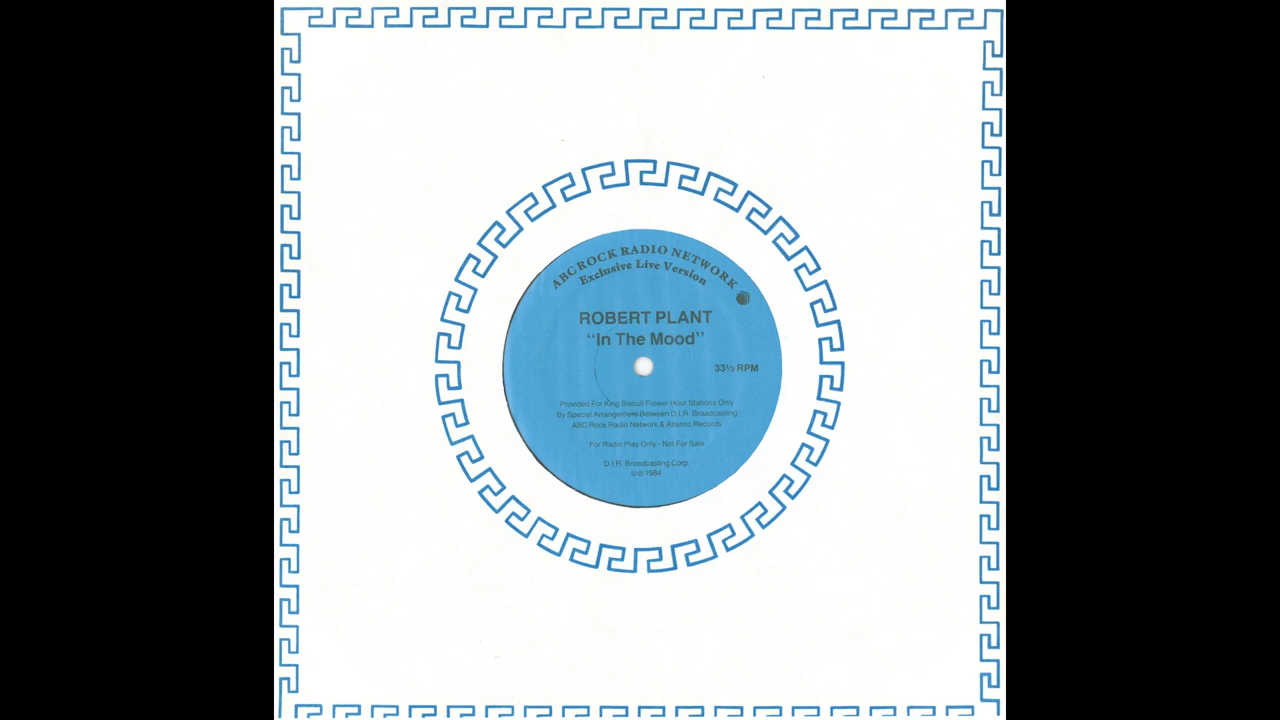 ABC ROCK RADIO NETWORK
Exclusive Live Version
ROBERT PLANT
"In The Mood"
33⅓ RPM
Provided For King Biscuit Flower Hour Stations Only
By Special Arrangement Between D.I.R. Broadcasting
ABC Rock Radio Network & Atlantic Records
For Radio Play Only - Not For Sale
D.I.R. Broadcasting Corp.
©℗ 1984